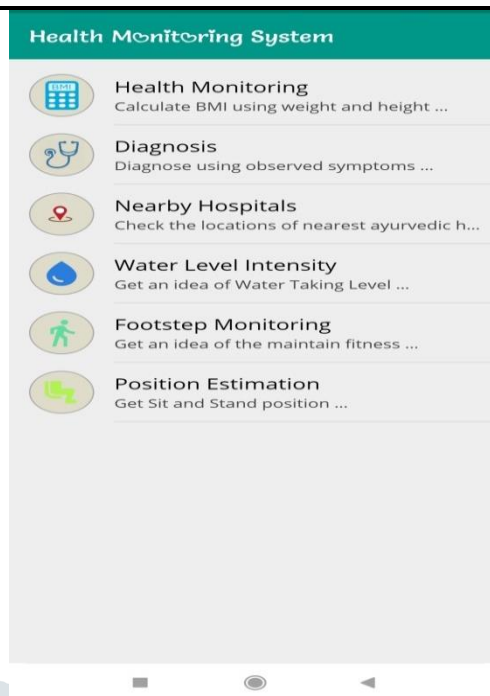 Health Monitoring System
BMI
Health Monitoring
Calculate BMI using weight and height ...
Diagnosis
Diagnose using observed symptoms ...
Nearby Hospitals
Check the locations of nearest ayurvedic h...
Water Level Intensity
Get an idea of Water Taking Level ...
Footstep Monitoring
Get an idea of the maintain fitness ...
Position Estimation
Get Sit and Stand position ...